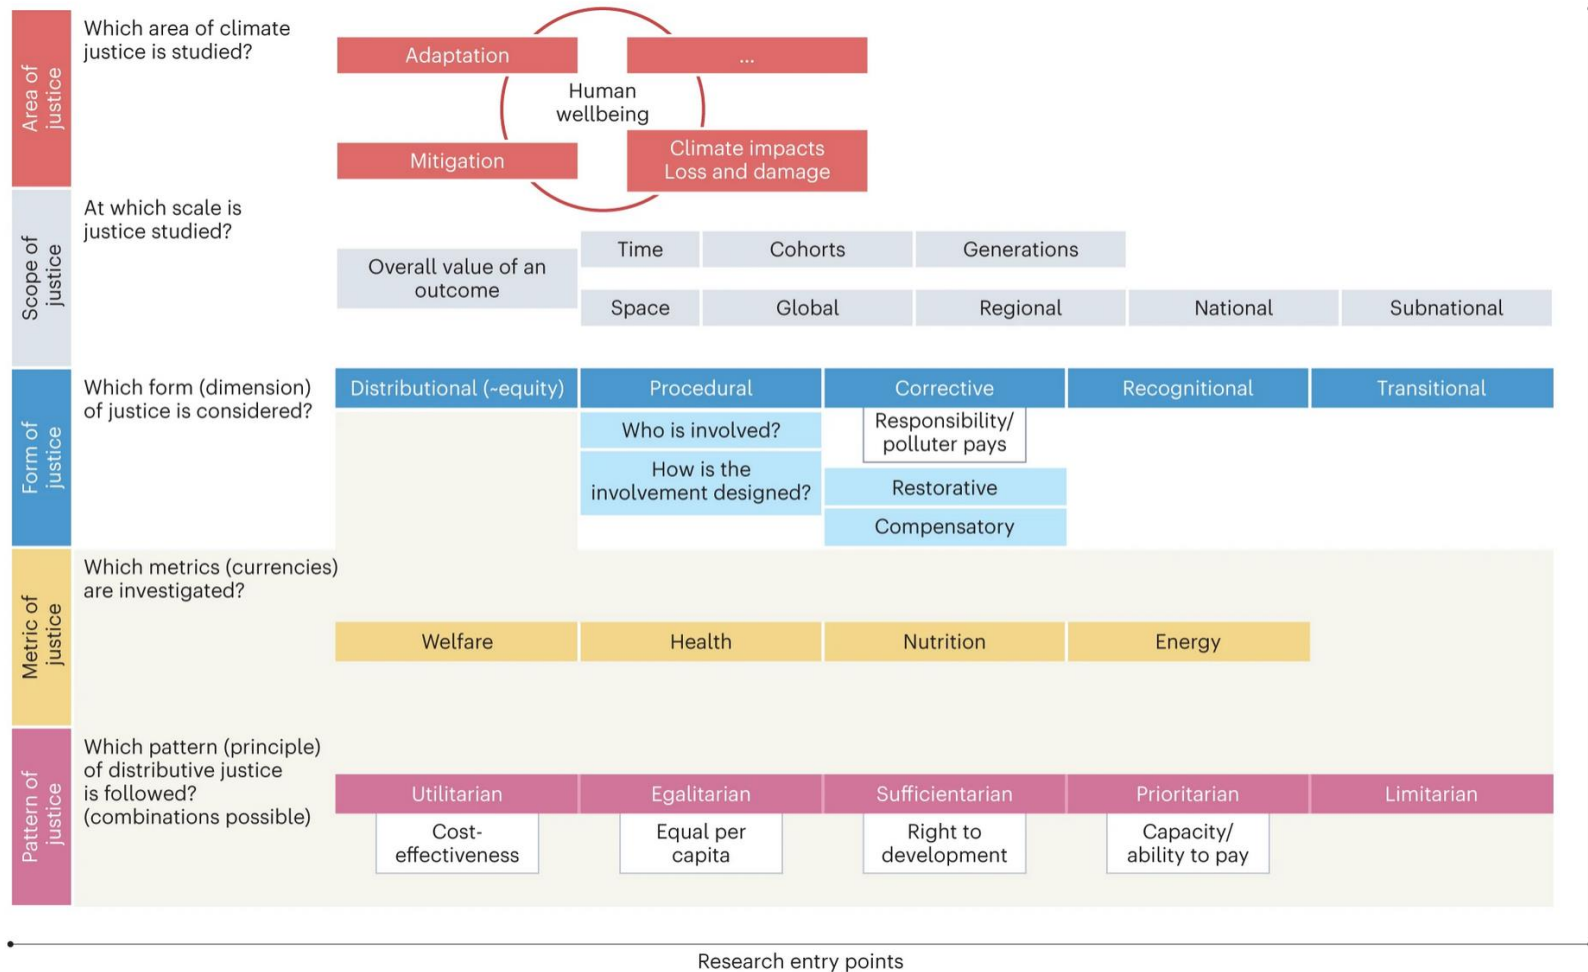 Area of
justice
Which area of climate
justice is studied?
Adaptation
...
Human
wellbeing
Mitigation
Climate impacts
Loss and damage
Scope of
justice
At which scale is
justice studied?
Overall value of an
outcome
Time
Cohorts
Generations
Space
Global
Regional
National
Subnational
Form of
justice
Which form (dimension)
of justice is considered?
Distributional (~equity)
Procedural
Corrective
Recognitional
Transitional
Who is involved?
How is the
involvement designed?
Responsibility/
polluter pays
Restorative
Compensatory
Metric of
justice
Which metrics (currencies)
are investigated?
Welfare
Health
Nutrition
Energy
Pattern of
justice
Which pattern (principle)
of distributive justice
is followed?
(combinations possible)
Utilitarian
Egalitarian
Sufficientarian
Prioritarian
Limitarian
Cost-
effectiveness
Equal per
capita
Right to
development
Capacity/
ability to pay
Research entry points